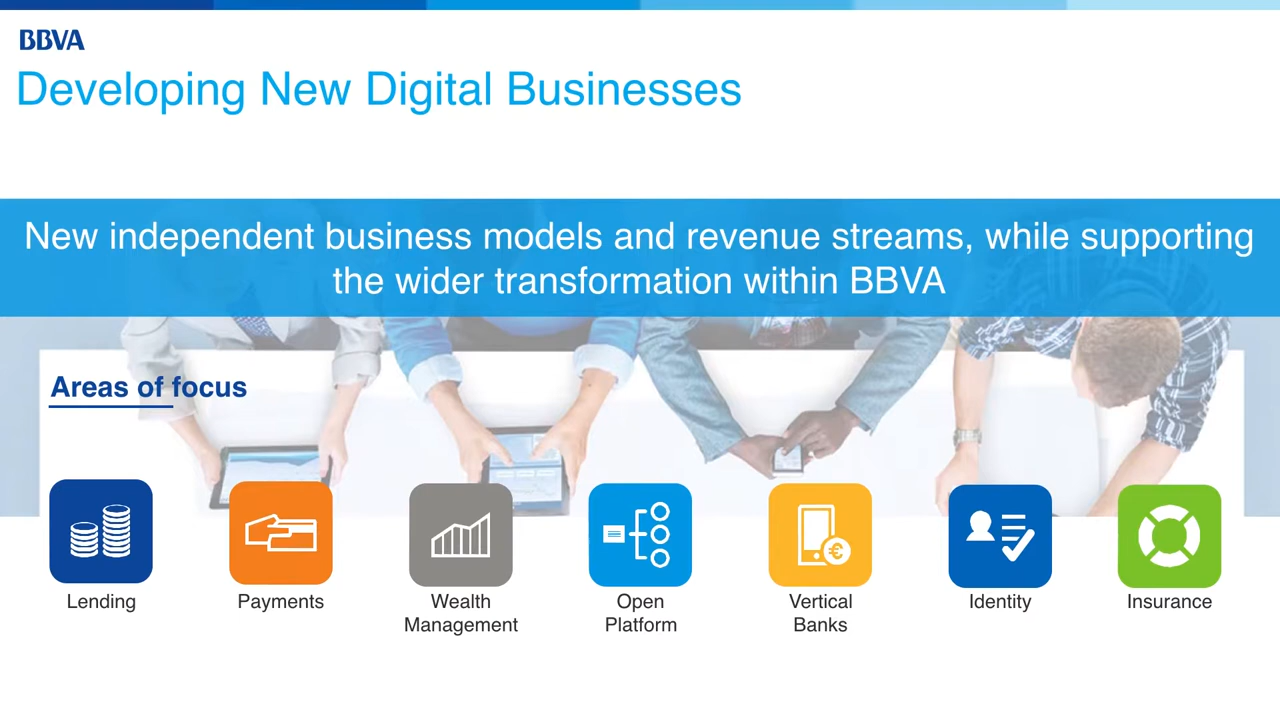 BBVA
Developing New Digital Businesses
New independent business models and revenue streams, while supporting
the wider transformation within BBVA
Areas of focus
Lending
Payments
Wealth
Management
Open
Platform
Vertical
Banks
Identity
Insurance